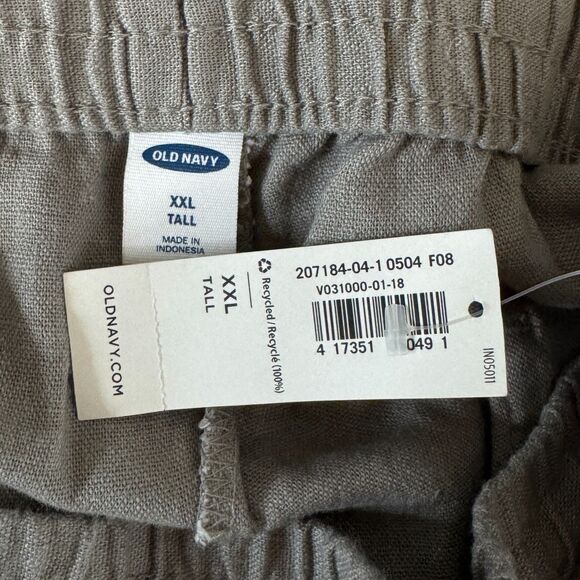 OLD NAVY
XXL
TALL
MADE IN
INDONESIA
OLDNAVY.COM
XXL
TALL
Recycled/Recyclé (100%)
207184-04-1 0504 F08
V031000-01-18
4 17351 049 1
IN05011